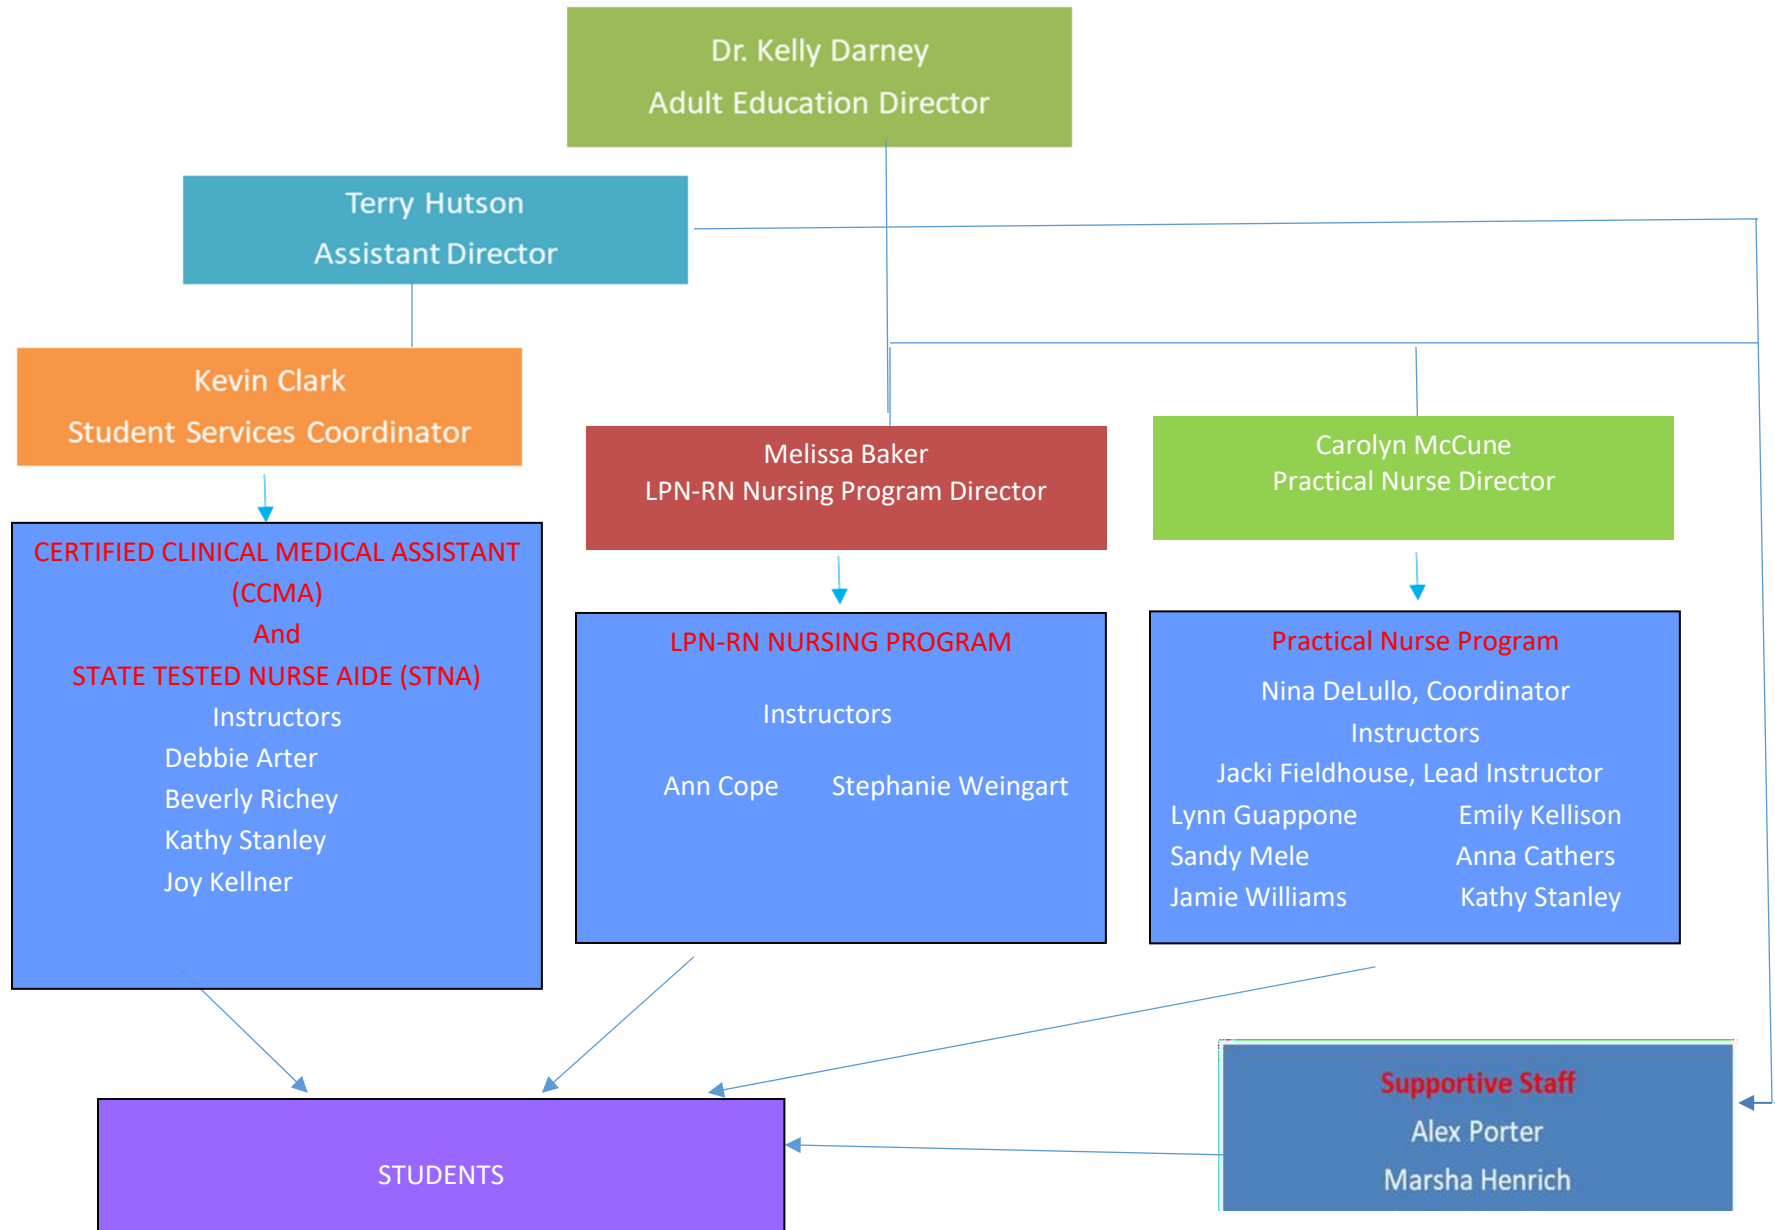 Dr. Kelly Darney
Adult Education Director
Terry Hutson
Assistant Director
Kevin Clark
Student Services Coordinator
Melissa Baker
LPN-RN Nursing Program Director
Carolyn McCune
Practical Nurse Director
CERTIFIED CLINICAL MEDICAL ASSISTANT
(CCMA)
And
STATE TESTED NURSE AIDE (STNA)
Instructors
Debbie Arter
Beverly Richey
Kathy Stanley
Joy Kellner
LPN-RN NURSING PROGRAM
Instructors
Ann Cope Stephanie Weingart
Practical Nurse Program
Nina DeLullo, Coordinator
Instructors
Jacki Fieldhouse, Lead Instructor
Lynn Guappone Emily Kellison
Sandy Mele Anna Cathers
Jamie Williams Kathy Stanley
Supportive Staff
Alex Porter
Marsha Henrich
STUDENTS